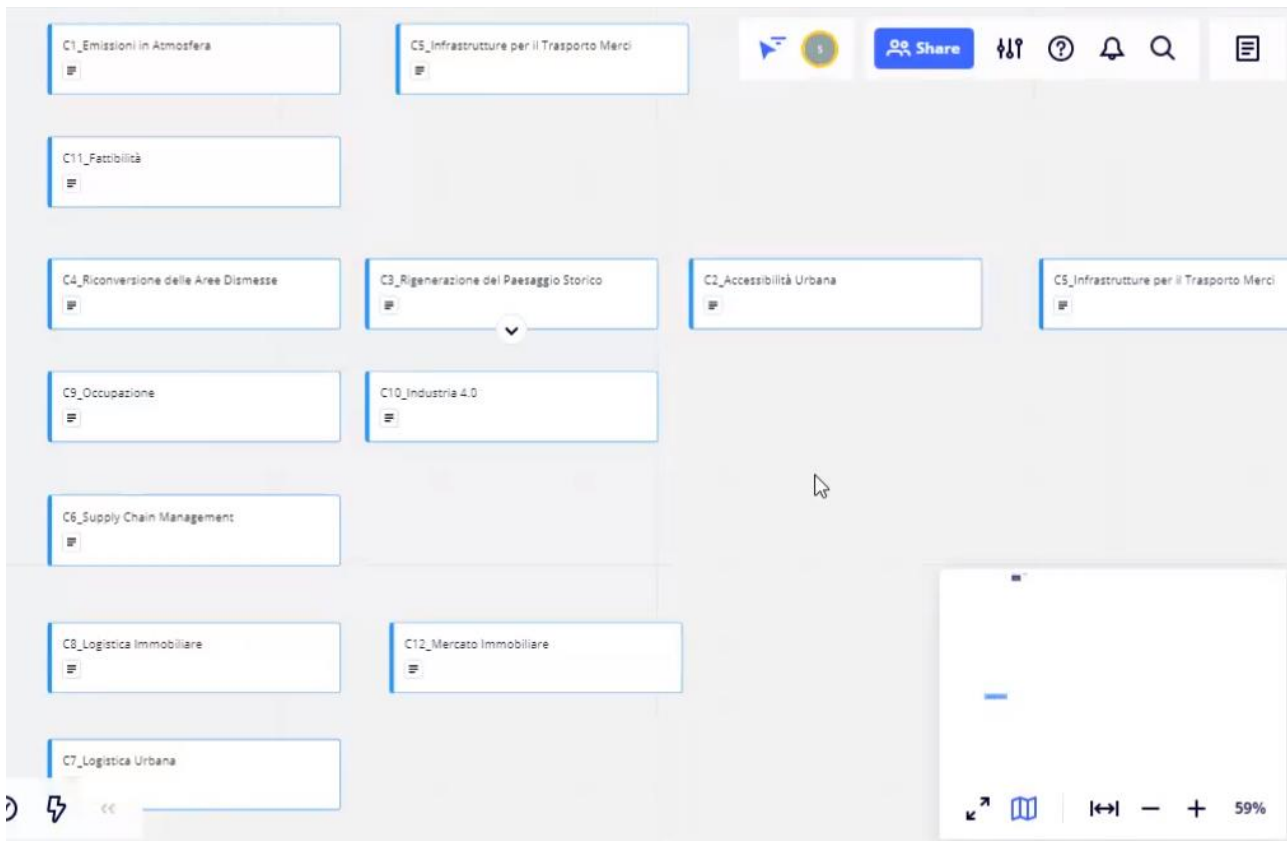 C1_Emissioni in Atmosfera
C5_Infrastrutture per il Trasporto Merci
S
Share
C11_Fattibilità
C4_Riconversione delle Aree Dismesse
C3_Rigenerazione del Paesaggio Storico
C2_Accessibilità Urbana
C5_Infrastrutture per il Trasporto Merci
C9_Occupazione
C10_Industria 4.0
C6_Supply Chain Management
C8_Logistica Immobiliare
C12_Mercato Immobiliare
C7_Logistica Urbana
59%